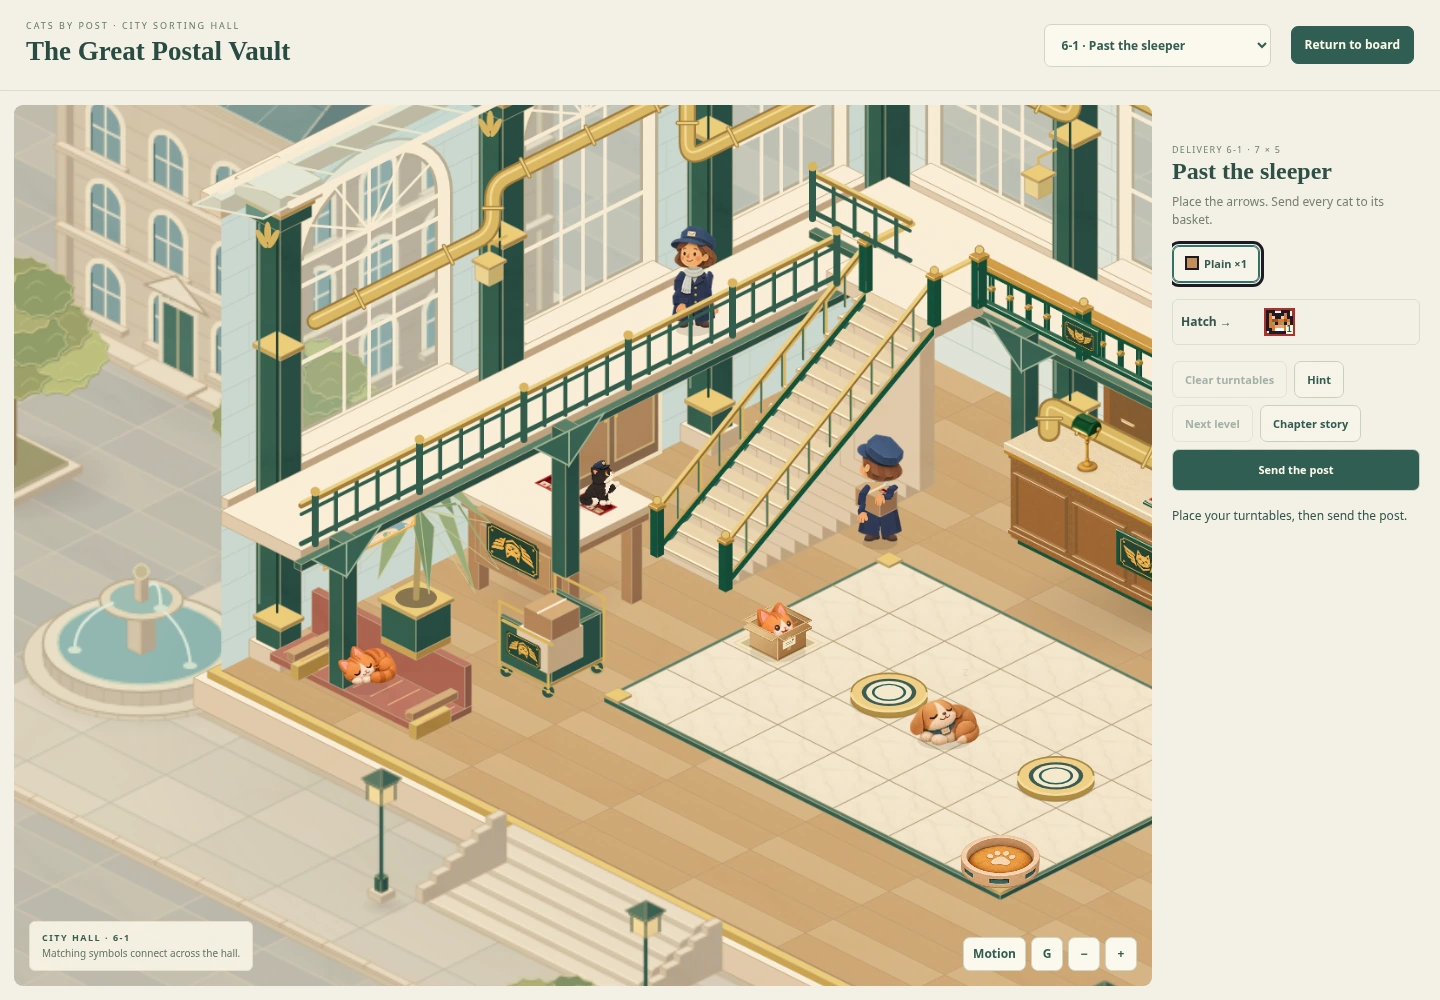 CATS BY POST · CITY SORTING HALL
The Great Postal Vault
6-1 · Past the sleeper
Return to board
DELIVERY 6-1 · 7 × 5
Past the sleeper
Place the arrows. Send every cat to its
basket.
Plain ×1
Hatch →
1
Clear turntables
Hint
Next level
Chapter story
Send the post
Place your turntables, then send the post.
CITY HALL · 6-1
Matching symbols connect across the hall.
Motion
G
−
+